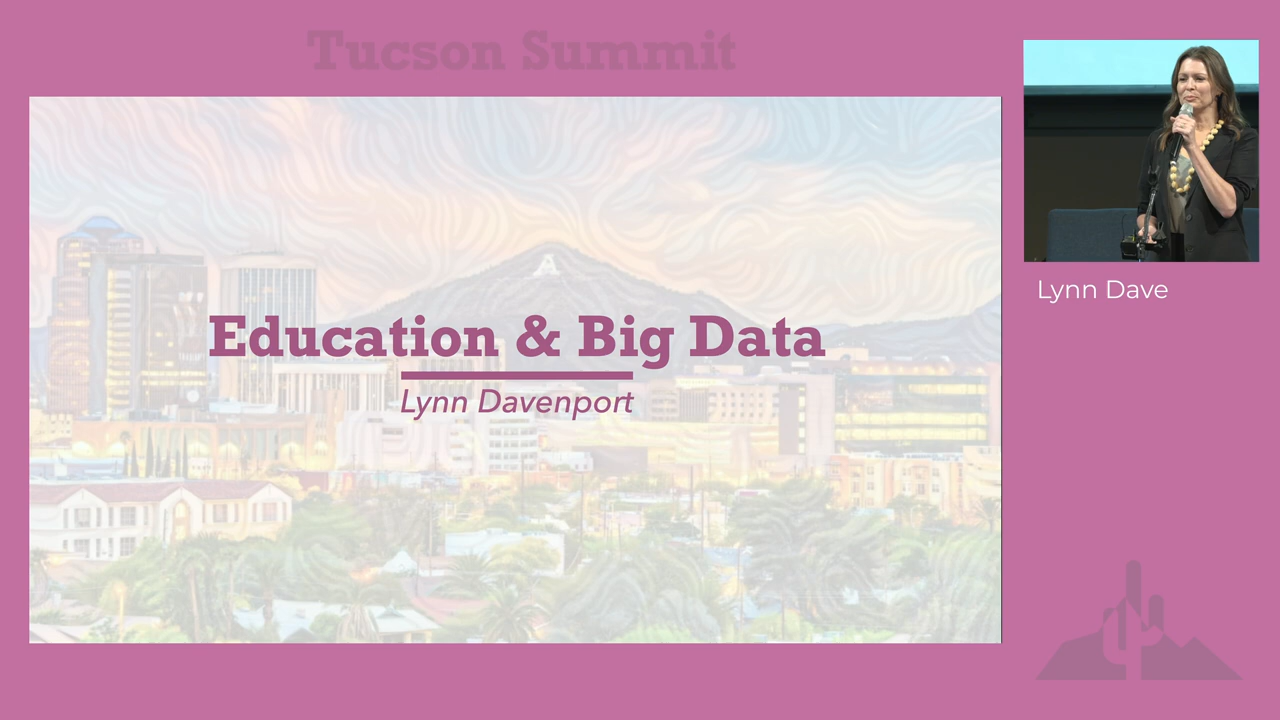 Tucson Summit
Education & Big Data
Lynn Davenport
Lynn Dave
A